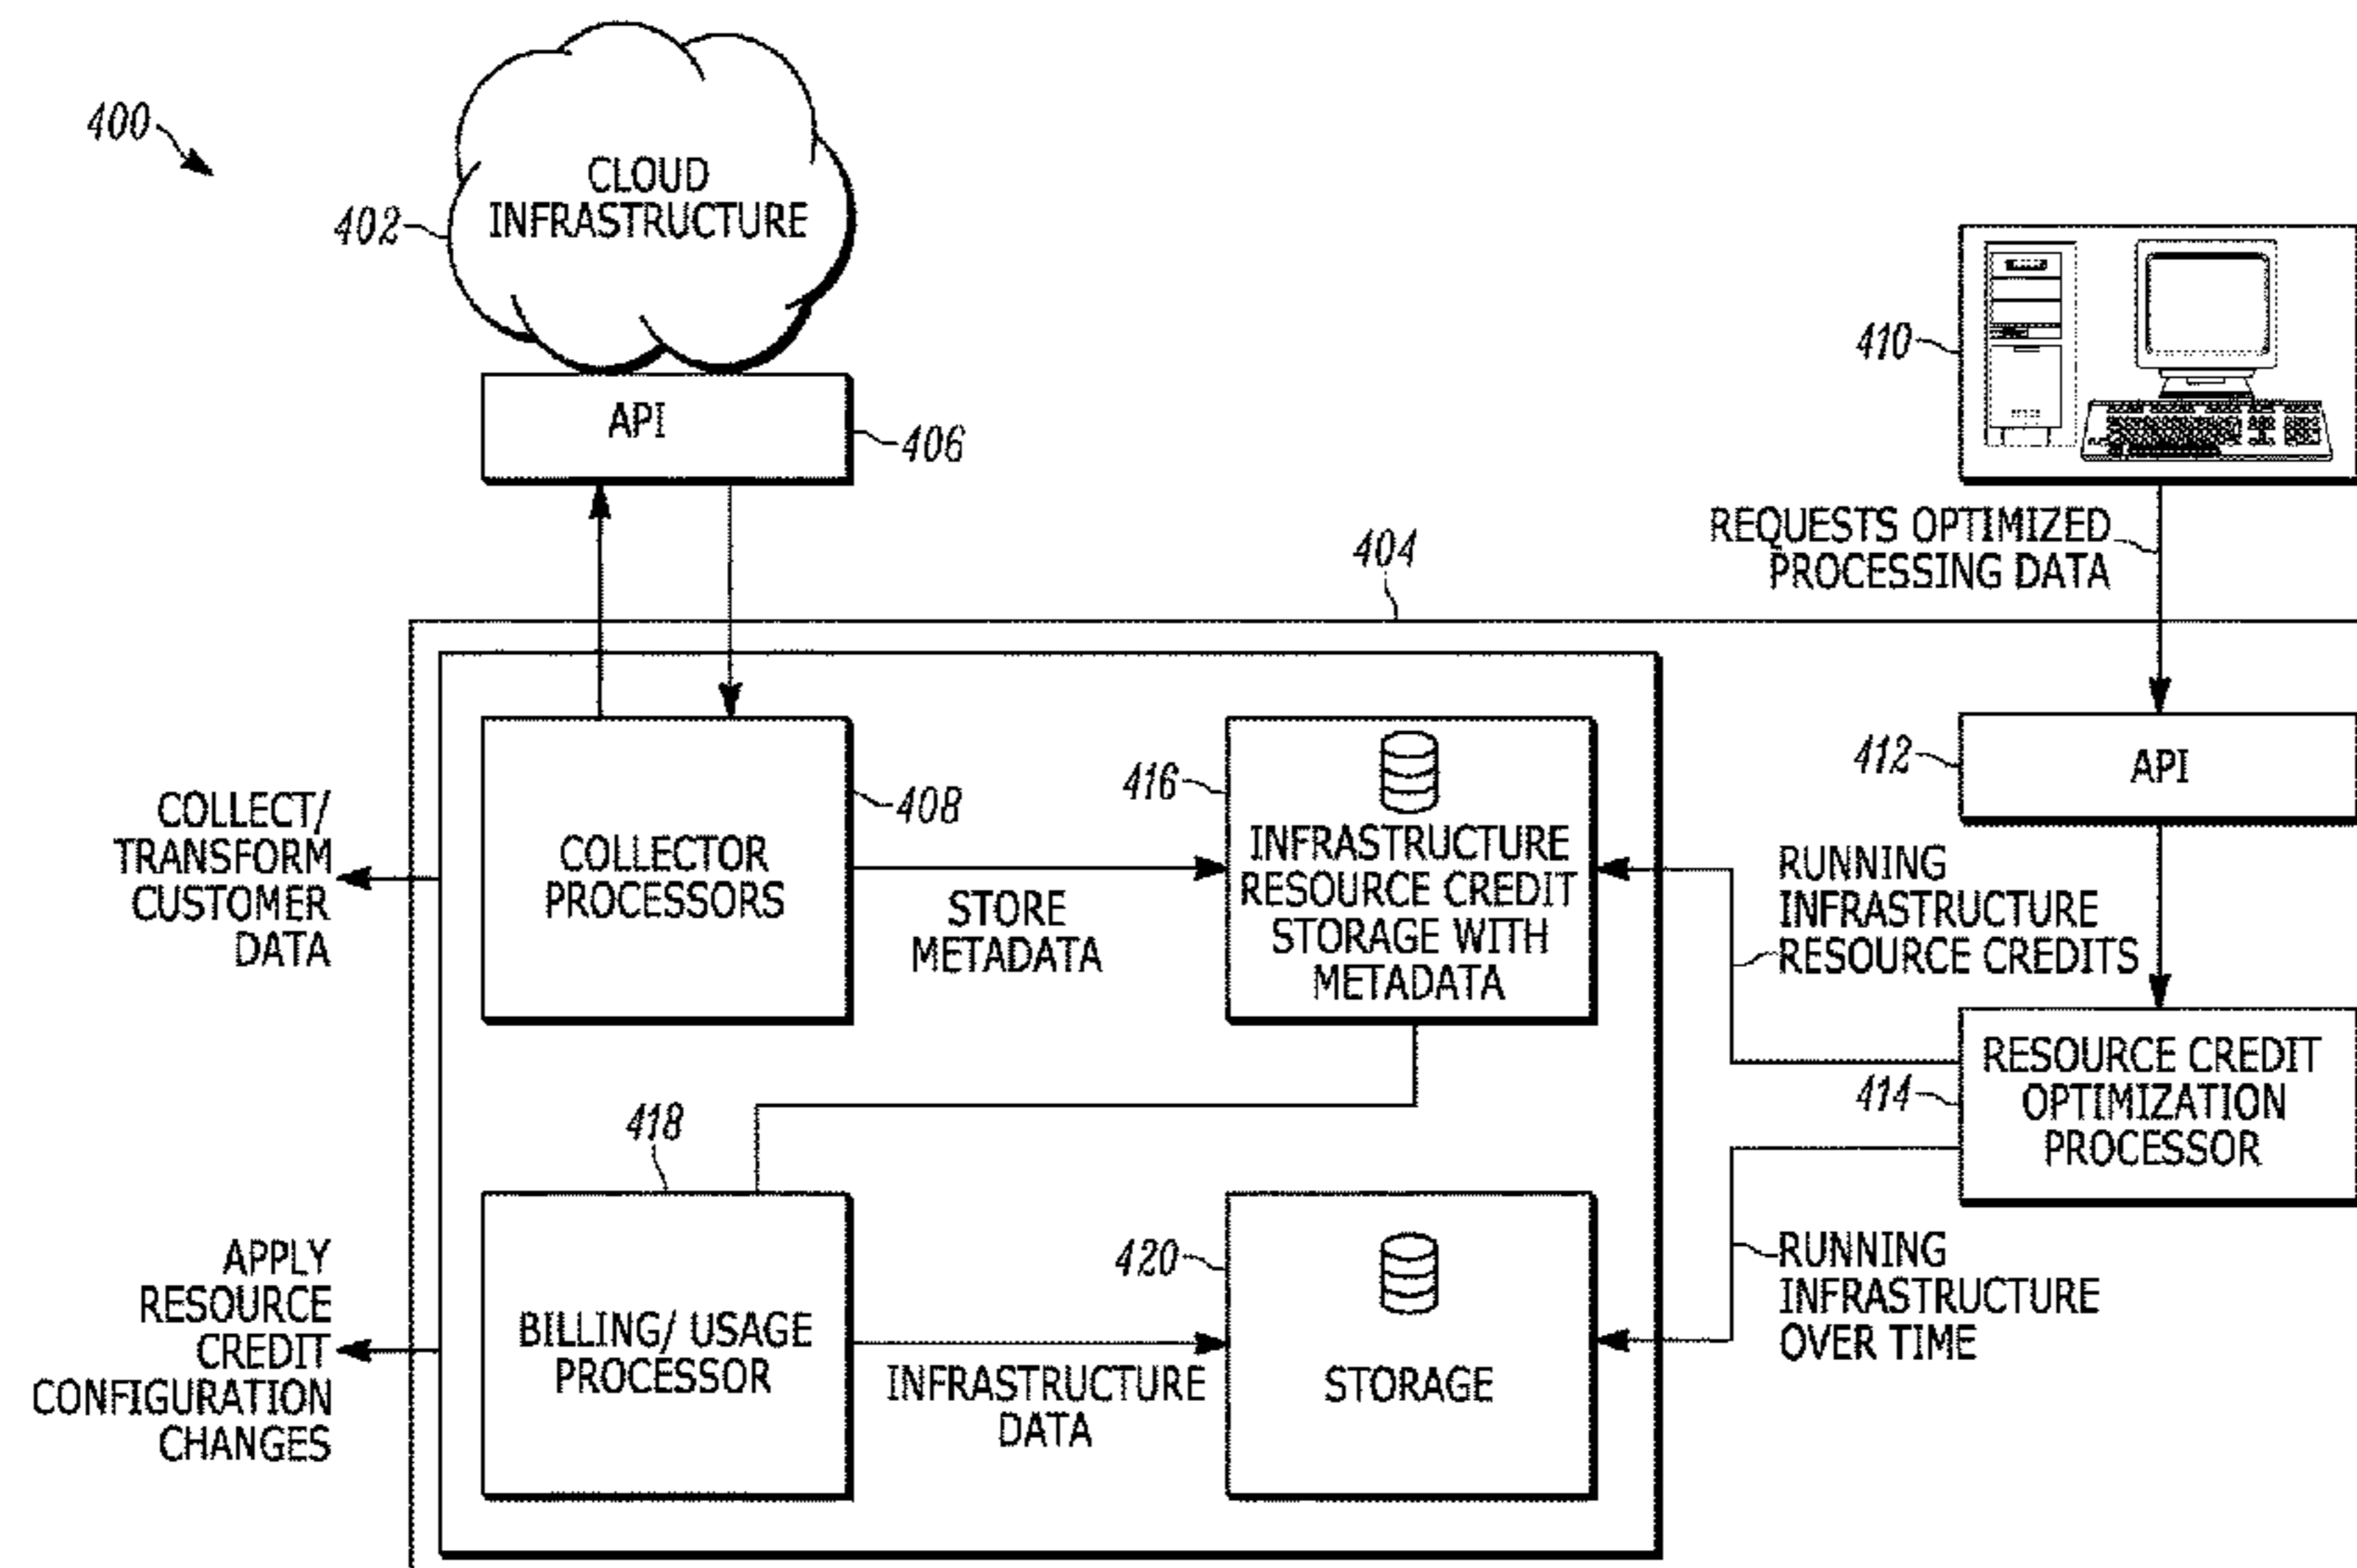 400
CLOUD
INFRASTRUCTURE
402
API
406
410
REQUESTS OPTIMIZED
PROCESSING DATA
404
412
API
COLLECT/
TRANSFORM
CUSTOMER
DATA
COLLECTOR
PROCESSORS
408
STORE
METADATA
416
INFRASTRUCTURE
RESOURCE CREDIT
STORAGE WITH
METADATA
RUNNING
INFRASTRUCTURE
RESOURCE CREDITS
414
RESOURCE CREDIT
OPTIMIZATION
PROCESSOR
APPLY
RESOURCE
CREDIT
CONFIGURATION
CHANGES
418
BILLING/ USAGE
PROCESSOR
INFRASTRUCTURE
DATA
420
STORAGE
RUNNING
INFRASTRUCTURE
OVER TIME